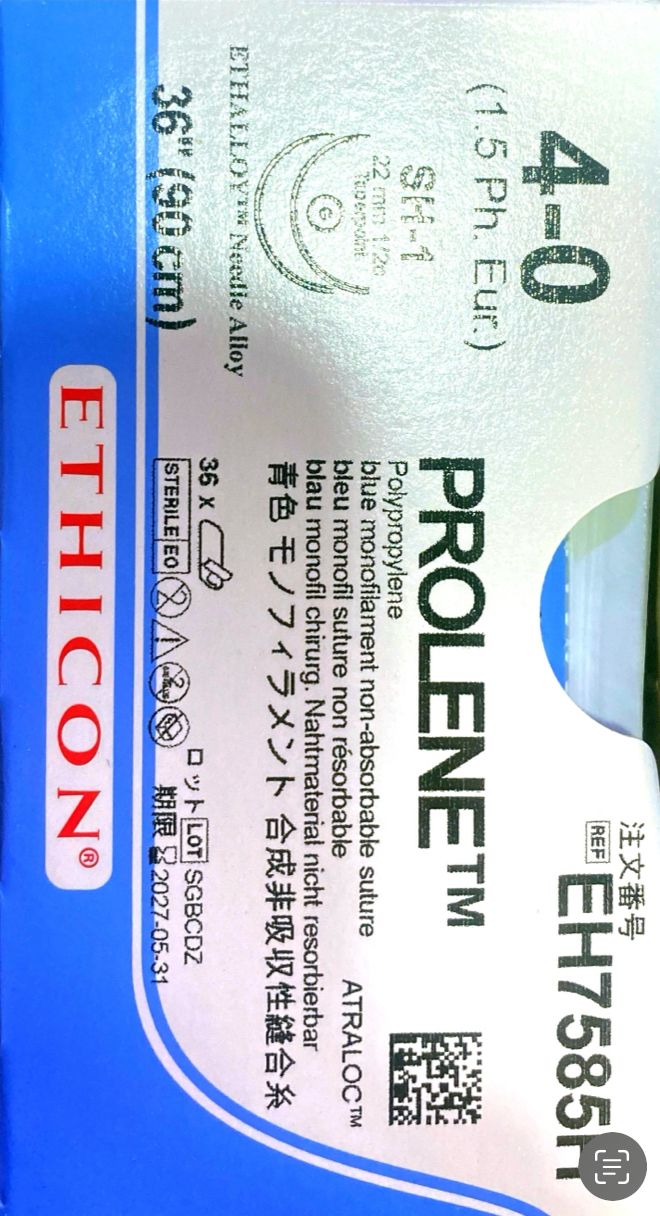 4-0
(1.5 Ph. Eur.)
SH-1
22 mm 1/2c
Taperpoint
G
ETHALLOY™ Needle Alloy
36" (90 cm)
注文番号
REF EH7585H
PROLENE™
Polypropylene
blue monofilament non-absorbable suture
bleu monofil suture non résorbable
blau monofil chirurg. Nahtmaterial nicht resorbierbar
青色 モノフィラメント 合成非吸収性縫合糸
ATRALOC™
36 x
STERILE EO
2
2
ロット LOT SGBCDZ
期限 2027-05-31
ETHICON®